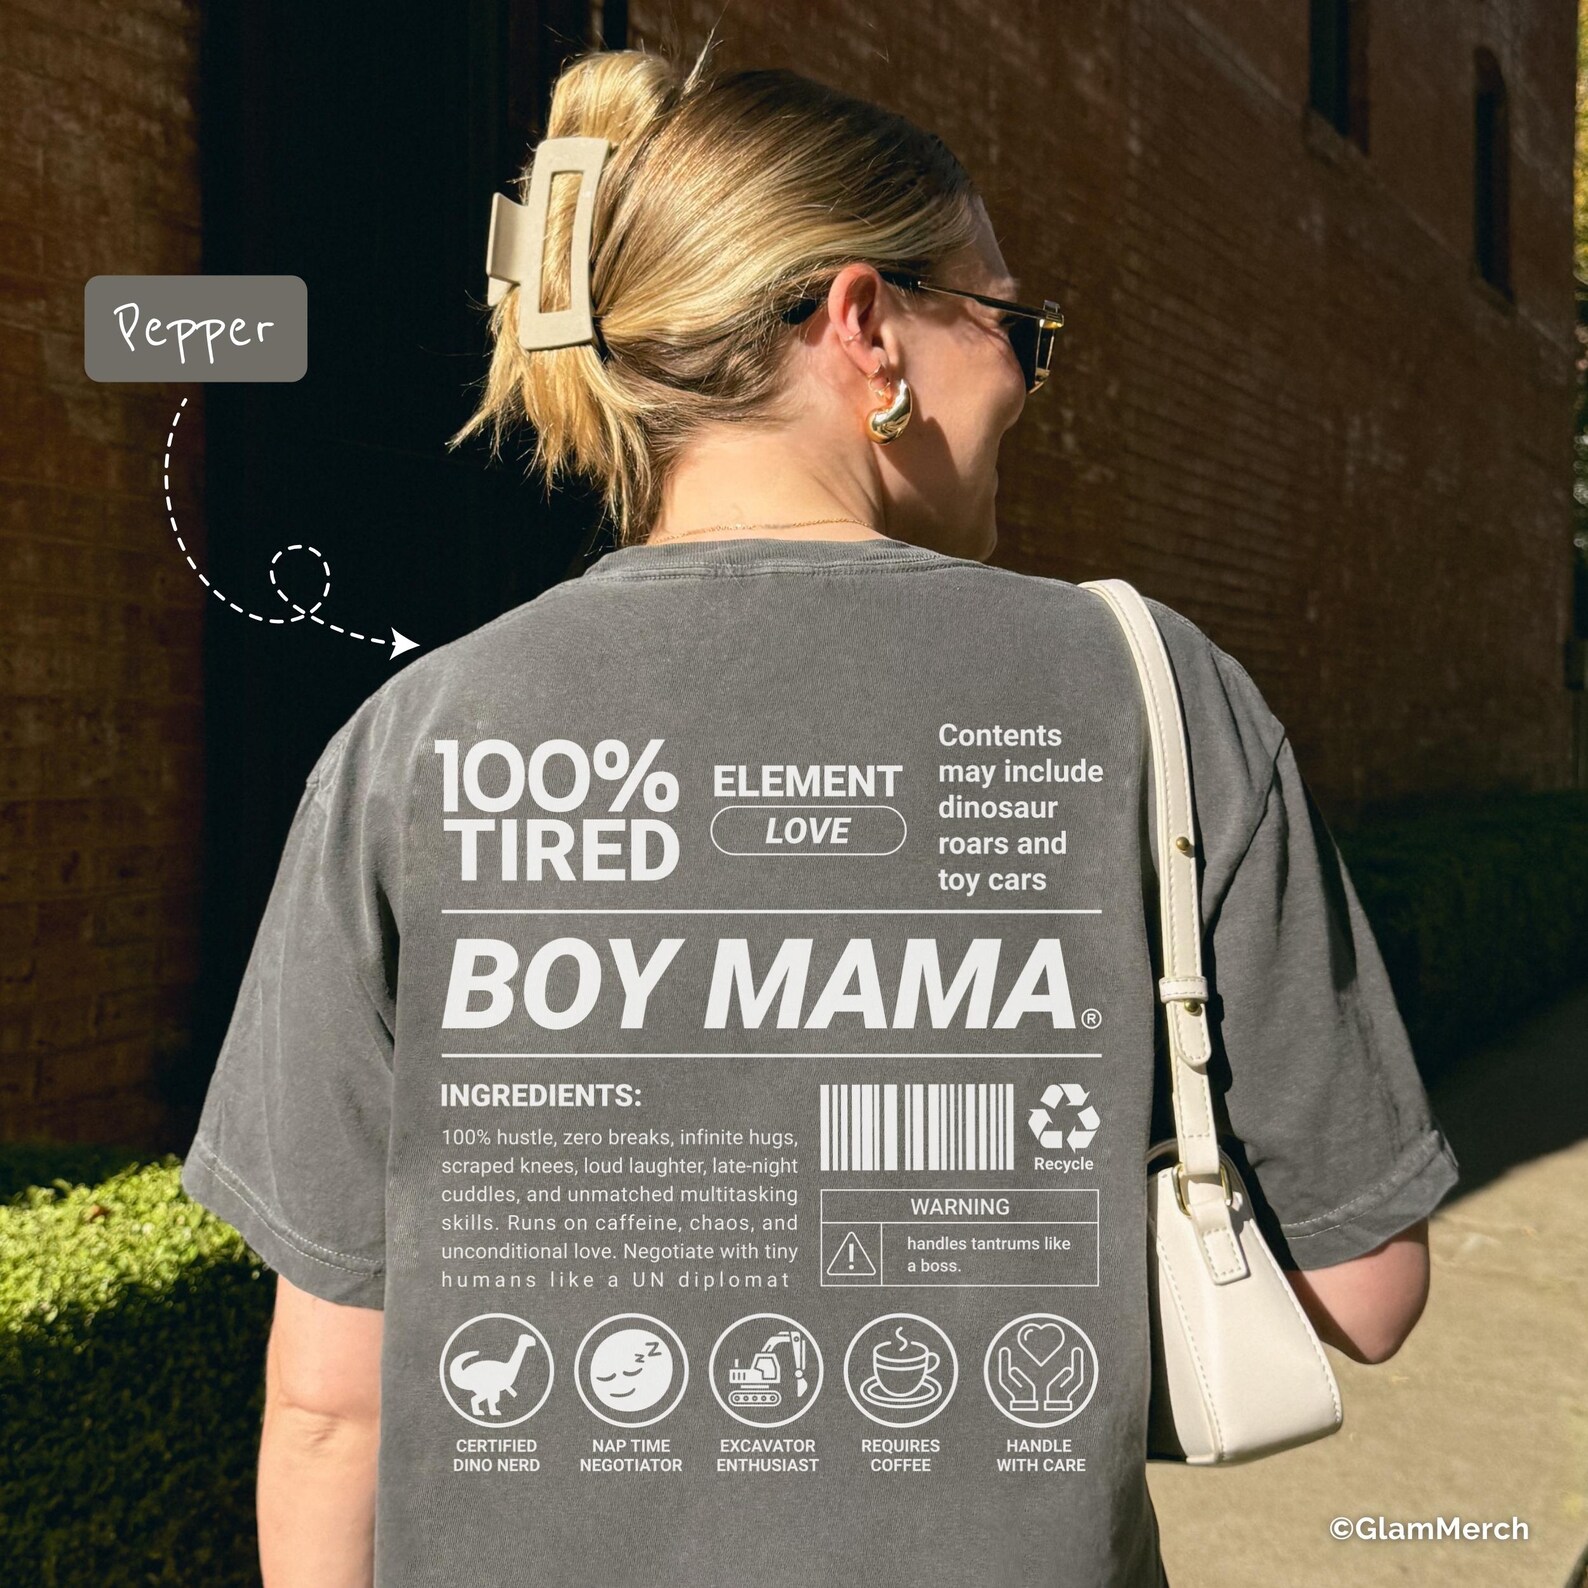 Pepper
100%
TIRED
ELEMENT
LOVE
Contents
may include
dinosaur
roars and
toy cars
BOY MAMA®
INGREDIENTS:
100% hustle, zero breaks, infinite hugs,
scraped knees, loud laughter, late-night
cuddles, and unmatched multitasking
skills. Runs on caffeine, chaos, and
unconditional love. Negotiate with tiny
humans like a UN diplomat
Recycle
WARNING
handles tantrums like
a boss.
CERTIFIED
DINO NERD
NAP TIME
NEGOTIATOR
EXCAVATOR
ENTHUSIAST
REQUIRES
COFFEE
HANDLE
WITH CARE
©GlamMerch